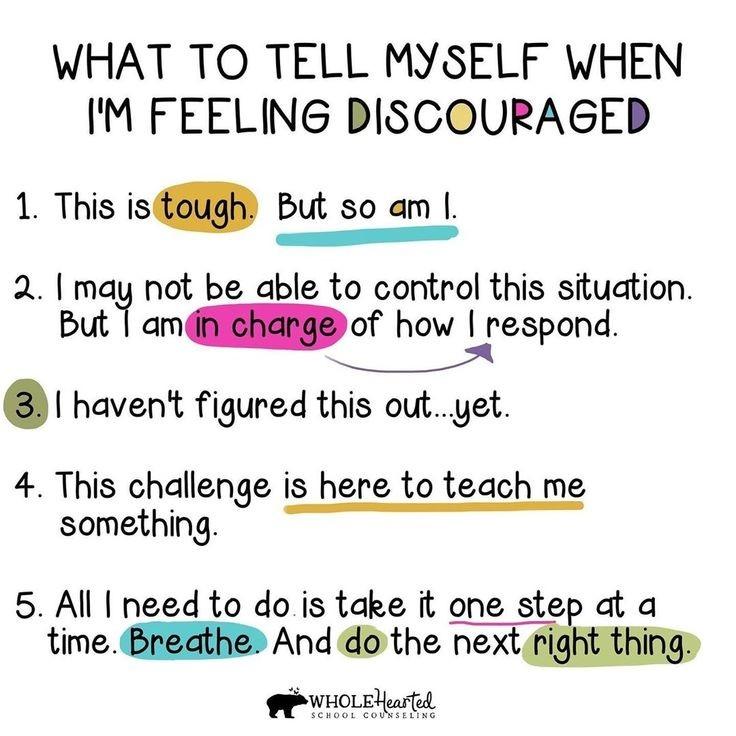 WHAT TO TELL MYSELF WHEN
I'M FEELING DISCOURAGED
1. This is tough. But so am I.
2. I may not be able to control this situation.
But I am in charge of how I respond.
3. I haven't figured this out...yet.
4. This challenge is here to teach me
something.
5. All I need to do is take it one step at a
time. Breathe. And do the next right thing.
WHOLEHearted
SCHOOL COUNSELING